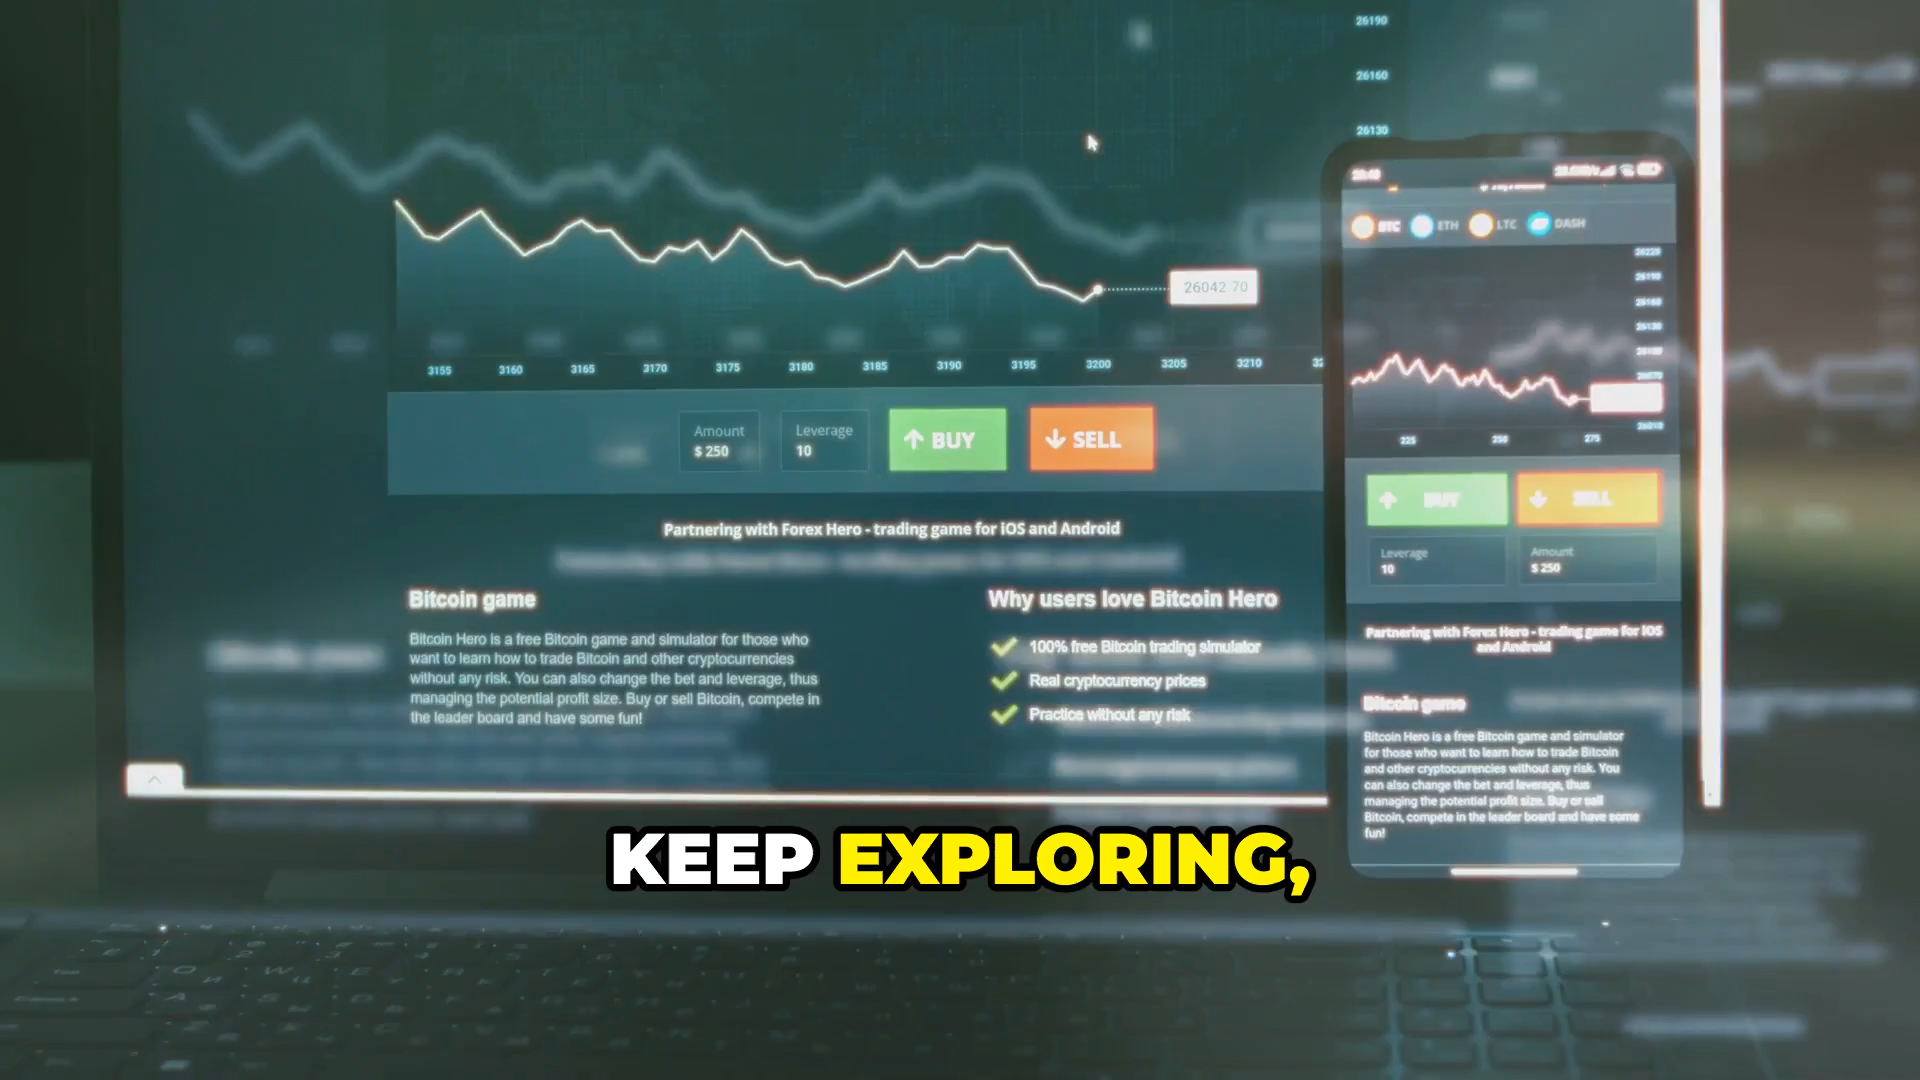 26190
26160
26130
26042.70
3155 3160 3165 3170 3175 3180 3185 3190 3195 3200 3205 3210
Amount
$ 250
Leverage
10
BUY
SELL
Partnering with Forex Hero - trading game for iOS and Android
Bitcoin game
Bitcoin Hero is a free Bitcoin game and simulator for those who
want to learn how to trade Bitcoin and other cryptocurrencies
without any risk. You can also change the bet and leverage, thus
managing the potential profit size. Buy or sell Bitcoin, compete in
the leader board and have some fun!
Why users love Bitcoin Hero
100% free Bitcoin trading simulator
Real cryptocurrency prices
Practice without any risk
BTC ETH LTC DASH
26220
26190
26160
26130
26100
26070
26010
225 250 275
BUY
SELL
Leverage
10
Amount
$ 250
Partnering with Forex Hero - trading game for iOS
and Android
Bitcoin game
Bitcoin Hero is a free Bitcoin game and simulator
for those who want to learn how to trade Bitcoin
and other cryptocurrencies without any risk. You
can also change the bet and leverage, thus
managing the potential profit size. Buy or sell
Bitcoin, compete in the leader board and have some
fun!
KEEP EXPLORING,